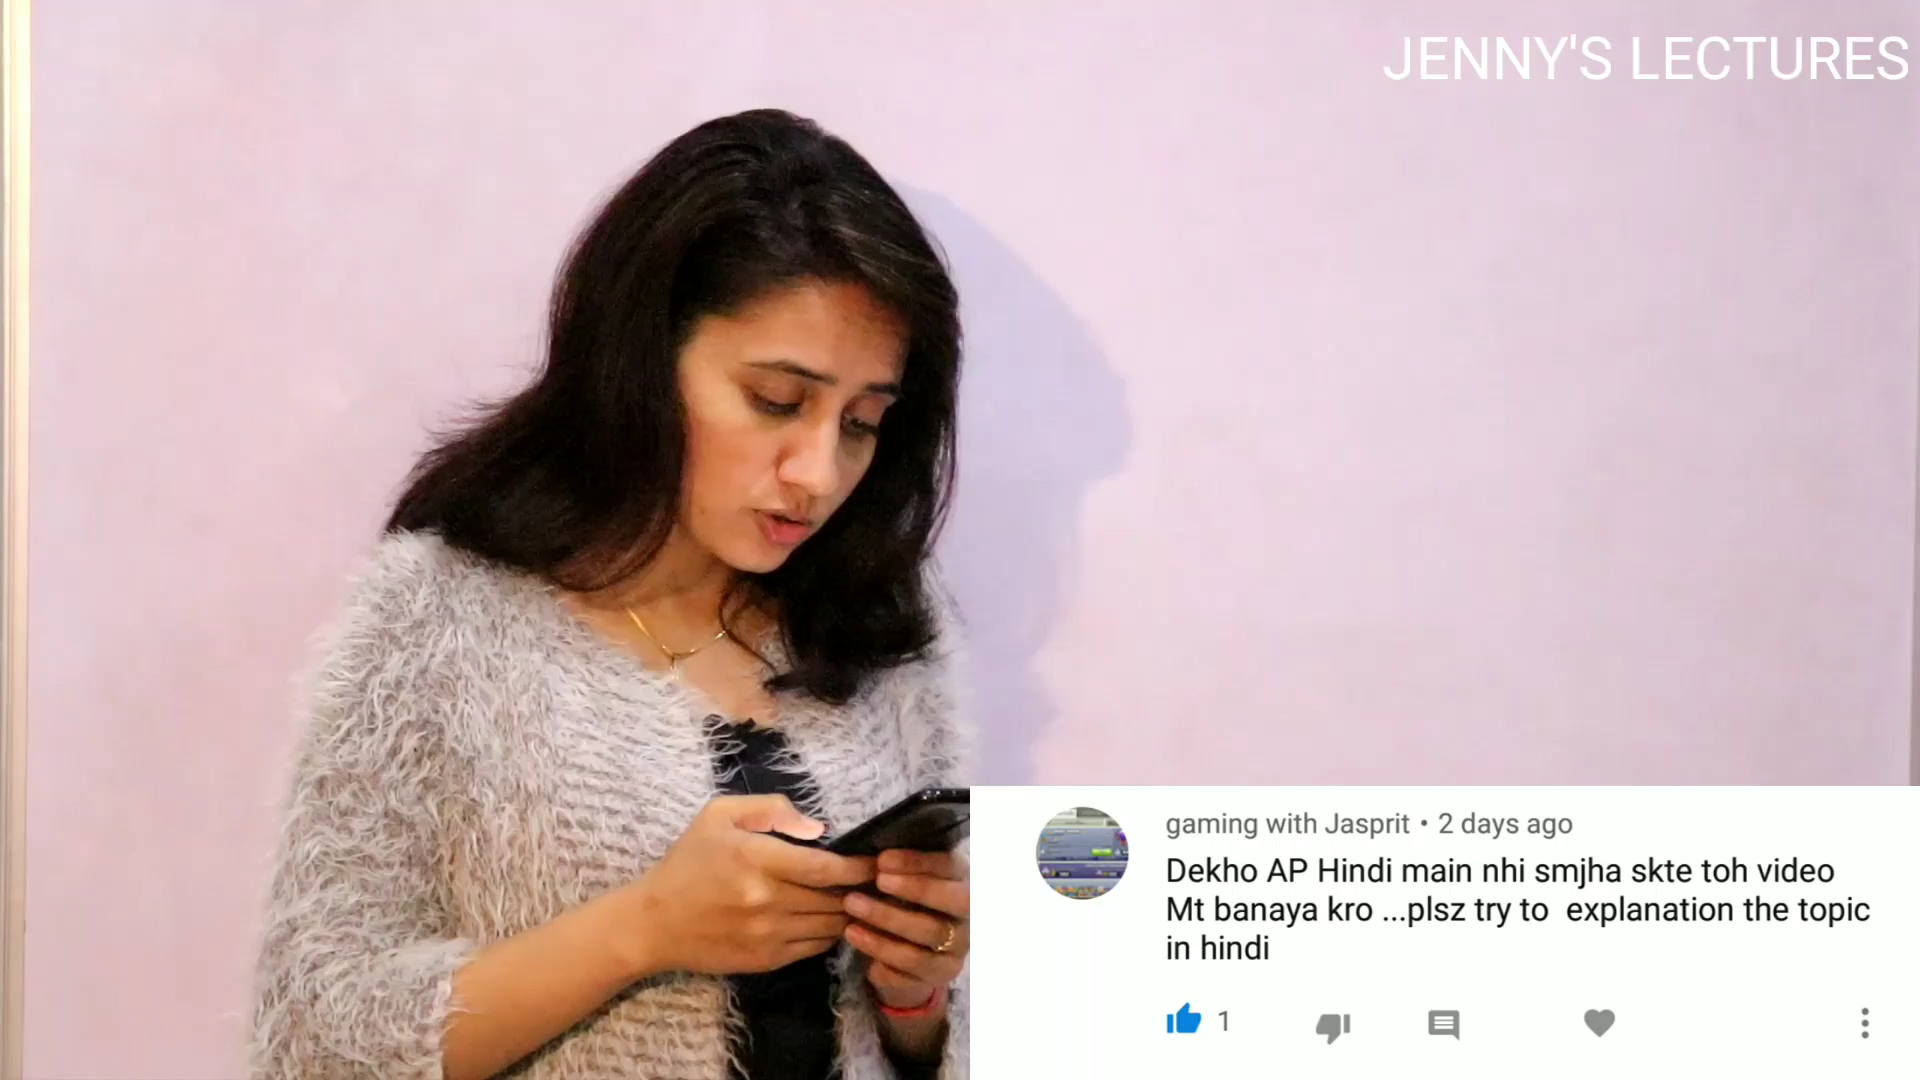 JENNY'S LECTURES
gaming with Jasprit • 2 days ago
Dekho AP Hindi main nhi smjha skte toh video
Mt banaya kro ...plsz try to  explanation the topic
in hindi
1